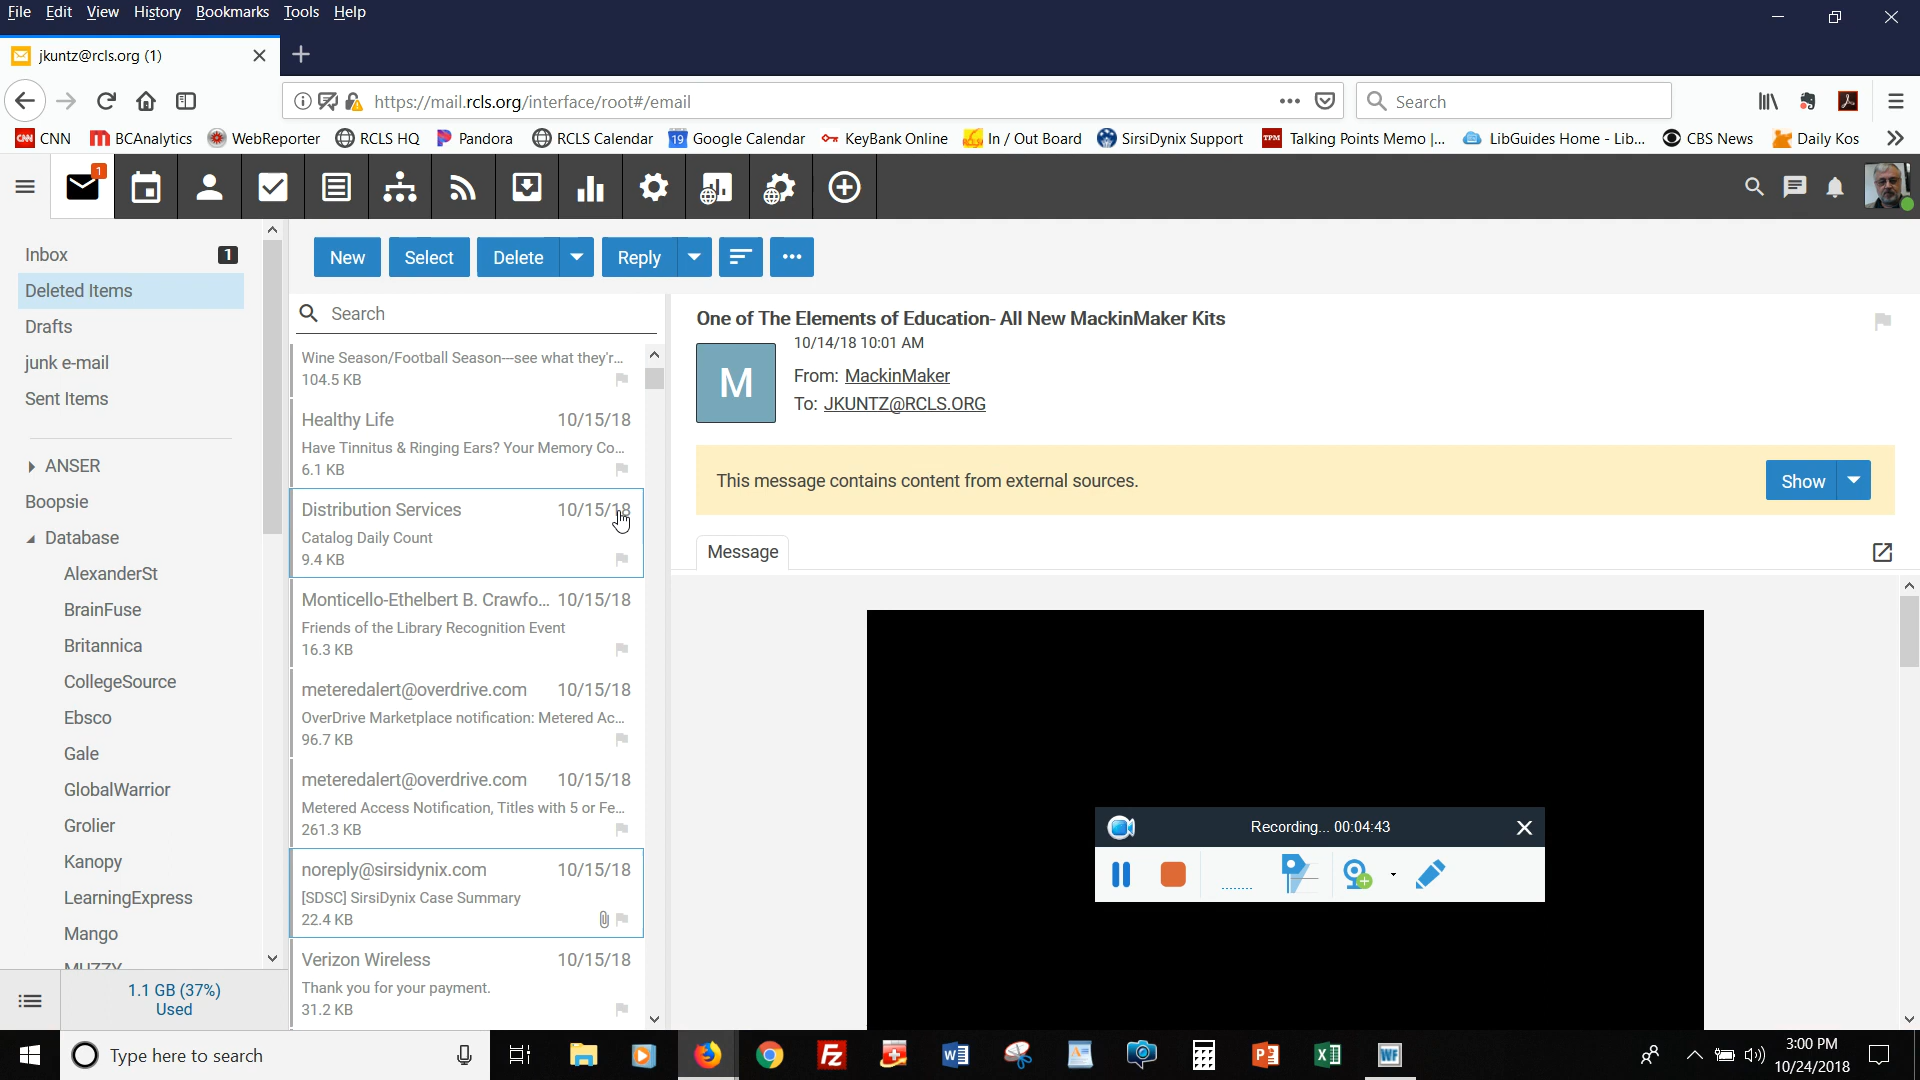 File Edit View History Bookmarks Tools Help
jkuntz@rcls.org (1)
https://mail.rcls.org/interface/root#/email
Search
CNN BCAnalytics WebReporter RCLS HQ Pandora RCLS Calendar 19 Google Calendar KeyBank Online In / Out Board SirsiDynix Support TPM Talking Points Memo |... LibGuides Home - Lib... CBS News Daily Kos
1
Inbox 1
Deleted Items
Drafts
junk e-mail
Sent Items
ANSER
Boopsie
Database
AlexanderSt
BrainFuse
Britannica
CollegeSource
Ebsco
Gale
GlobalWarrior
Grolier
Kanopy
LearningExpress
Mango
MUZZY
1.1 GB (37%)
Used
New Select Delete Reply
Search
Wine Season/Football Season---see what they'r...
104.5 KB
Healthy Life 10/15/18
Have Tinnitus & Ringing Ears? Your Memory Co...
6.1 KB
Distribution Services 10/15/18
Catalog Daily Count
9.4 KB
Monticello-Ethelbert B. Crawfo... 10/15/18
Friends of the Library Recognition Event
16.3 KB
meteredalert@overdrive.com 10/15/18
OverDrive Marketplace notification: Metered Ac...
96.7 KB
meteredalert@overdrive.com 10/15/18
Metered Access Notification, Titles with 5 or Fe...
261.3 KB
noreply@sirsidynix.com 10/15/18
[SDSC] SirsiDynix Case Summary
22.4 KB
Verizon Wireless 10/15/18
Thank you for your payment.
31.2 KB
One of The Elements of Education- All New MackinMaker Kits
10/14/18 10:01 AM
M
From: MackinMaker
To: JKUNTZ@RCLS.ORG
This message contains content from external sources.
Show
Message
Recording... 00:04:43
Type here to search
3:00 PM
10/24/2018